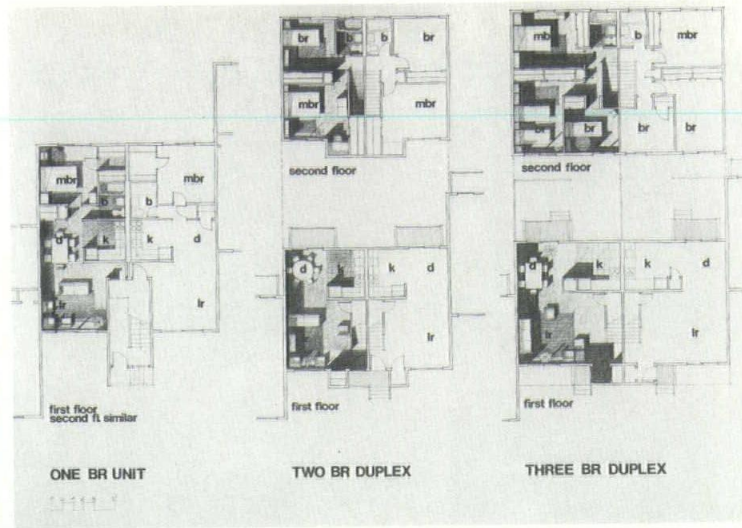 br b b br
mbr mbr
second floor
mb b mbr
br br br br
second floor
mbr mbr
b b
d k k d
lr lr
first floor
second fl. similar
d k k d
lr
first floor
d k k d
lr lr
first floor
ONE BR UNIT
TWO BR DUPLEX
THREE BR DUPLEX